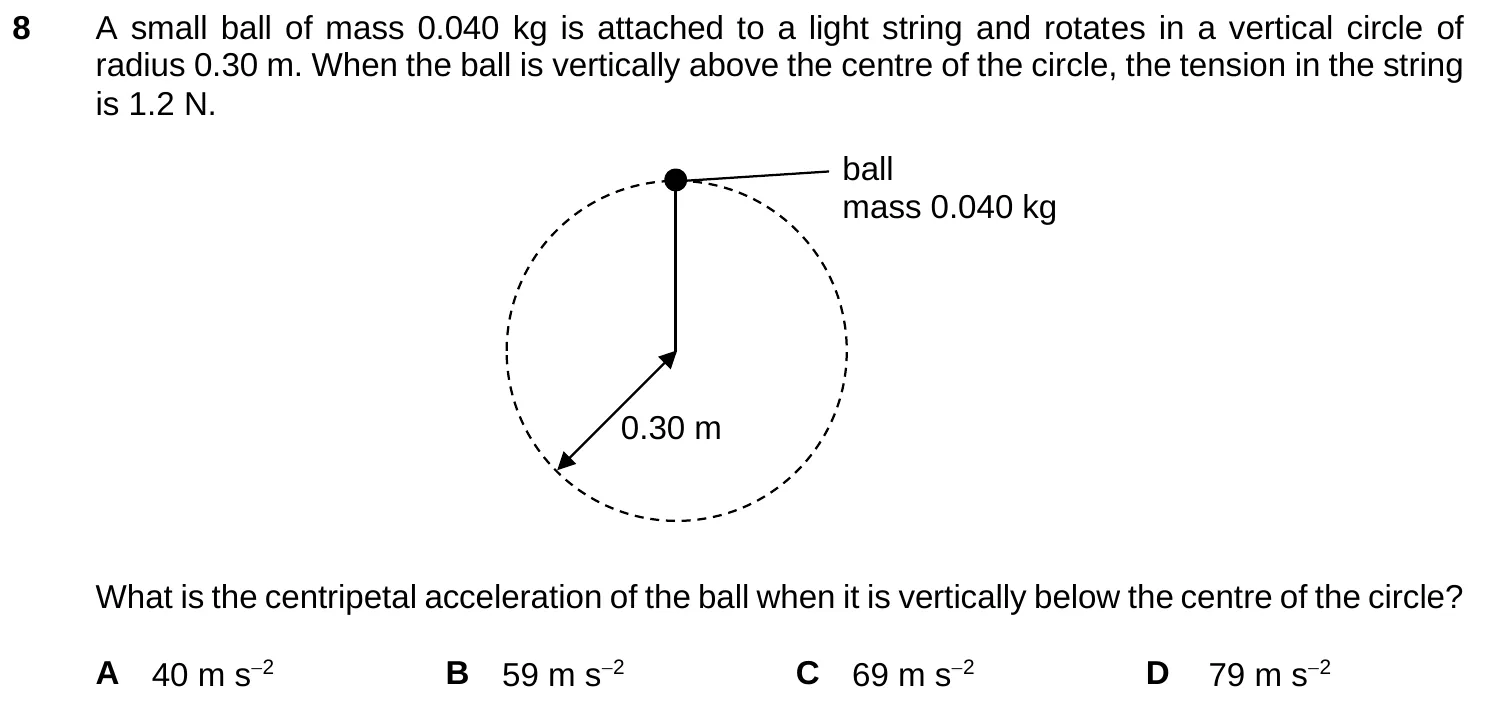 8 A small ball of mass 0.040 kg is attached to a light string and rotates in a vertical circle of
radius 0.30 m. When the ball is vertically above the centre of the circle, the tension in the string
is 1.2 N.
ball
mass 0.040 kg
0.30 m
What is the centripetal acceleration of the ball when it is vertically below the centre of the circle?
A 40 m s⁻² B 59 m s⁻² C 69 m s⁻² D 79 m s⁻²